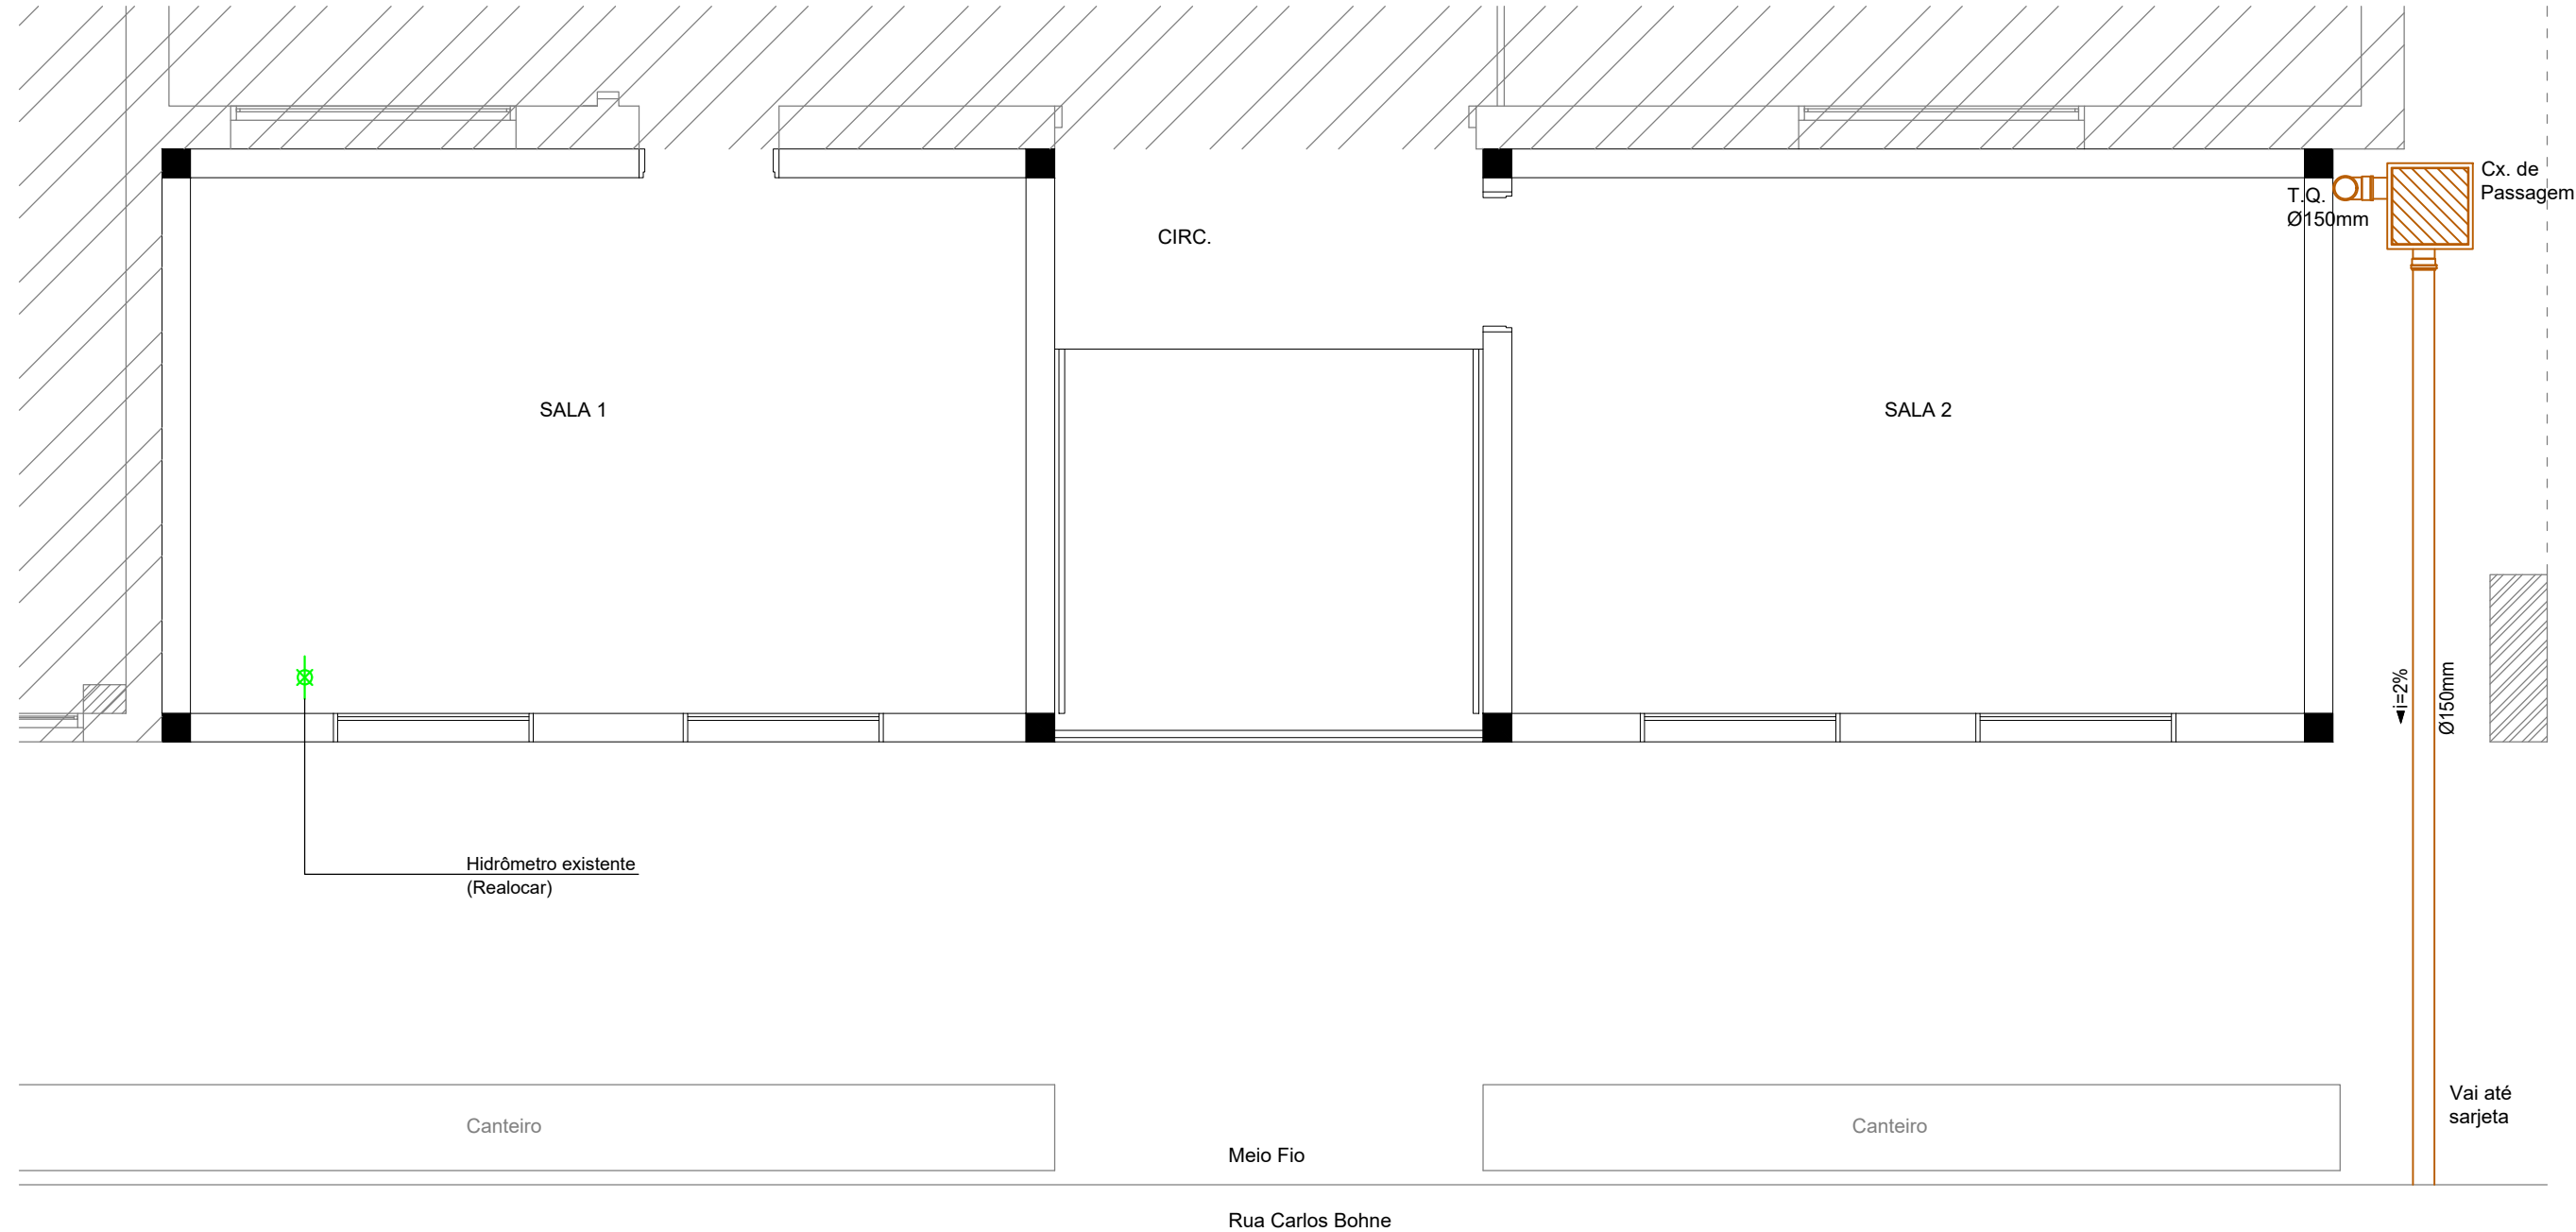 Cx. de
Passagem
T.Q.
Ø150mm
CIRC.
SALA 1
SALA 2
i=2%
Ø150mm
Hidrômetro existente
(Realocar)
Vai até
sarjeta
Canteiro
Canteiro
Meio Fio
Rua Carlos Bohne